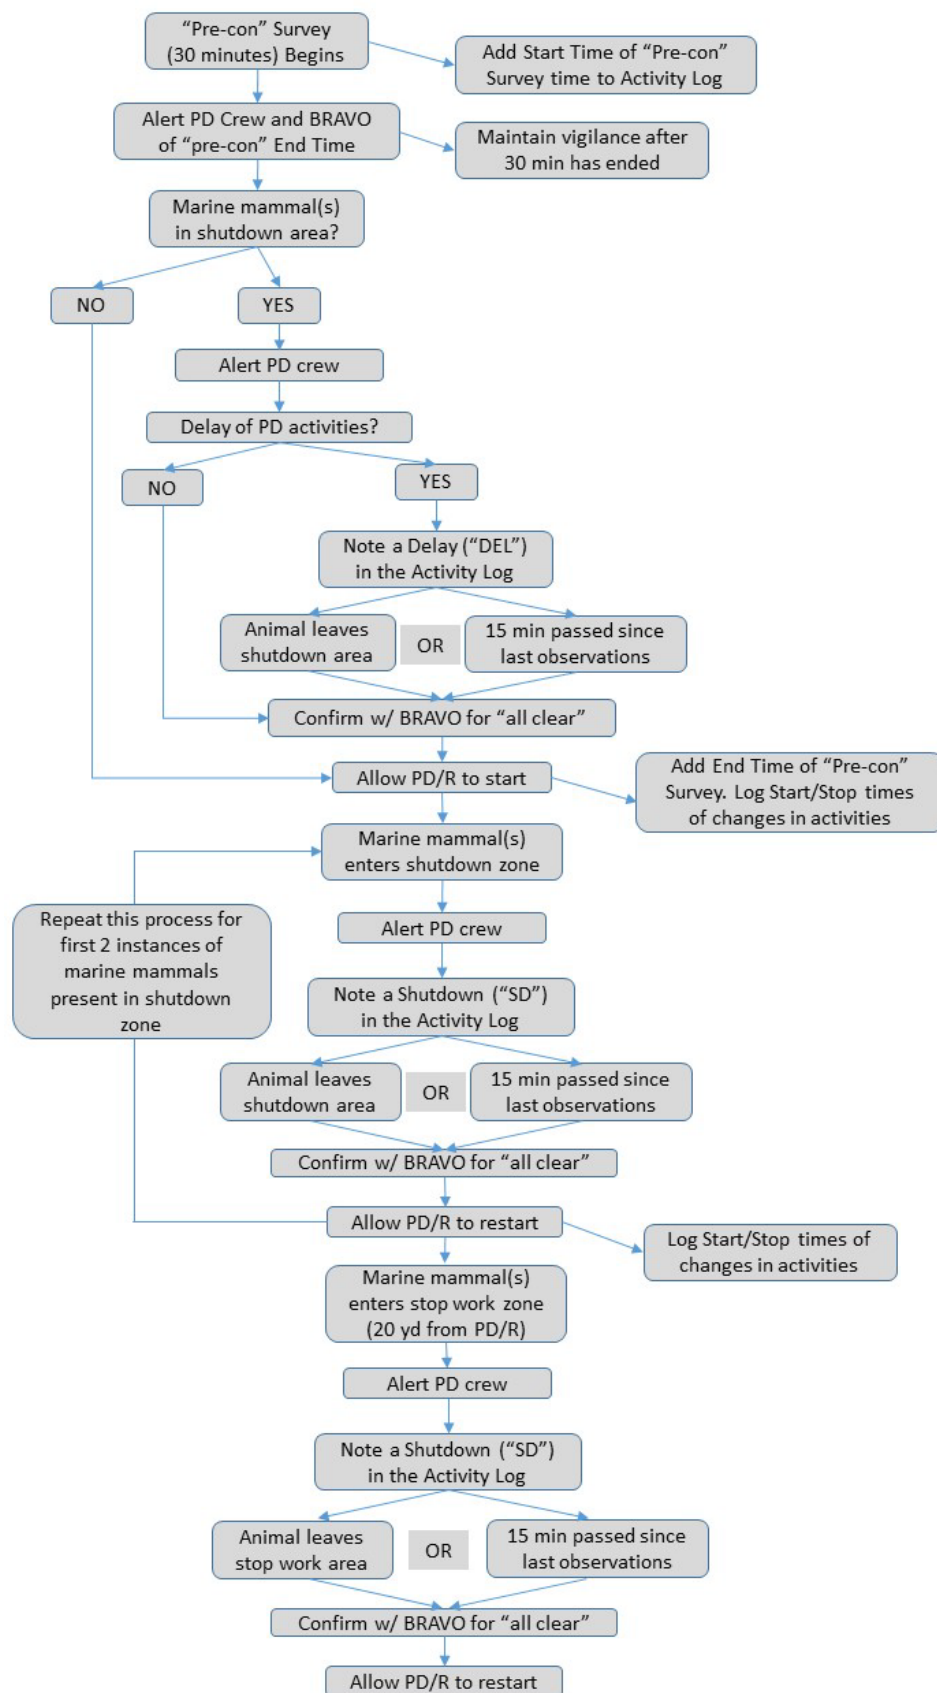 “Pre-con” Survey
(30 minutes) Begins
Add Start Time of “Pre-con”
Survey time to Activity Log
Alert PD Crew and BRAVO
of “pre-con” End Time
Maintain vigilance after
30 min has ended
Marine mammal(s)
in shutdown area?
NO
YES
Alert PD crew
Delay of PD activities?
NO
YES
Note a Delay (“DEL”)
in the Activity Log
Animal leaves
shutdown area
OR
15 min passed since
last observations
Confirm w/ BRAVO for “all clear”
Allow PD/R to start
Add End Time of “Pre-con”
Survey. Log Start/Stop times
of changes in activities
Marine mammal(s)
enters shutdown zone
Repeat this process for
first 2 instances of
marine mammals
present in shutdown
zone
Alert PD crew
Note a Shutdown (“SD”)
in the Activity Log
Animal leaves
shutdown area
OR
15 min passed since
last observations
Confirm w/ BRAVO for “all clear”
Allow PD/R to restart
Log Start/Stop times of
changes in activities
Marine mammal(s)
enters stop work zone
(20 yd from PD/R)
Alert PD crew
Note a Shutdown (“SD”)
in the Activity Log
Animal leaves
stop work area
OR
15 min passed since
last observations
Confirm w/ BRAVO for “all clear”
Allow PD/R to restart